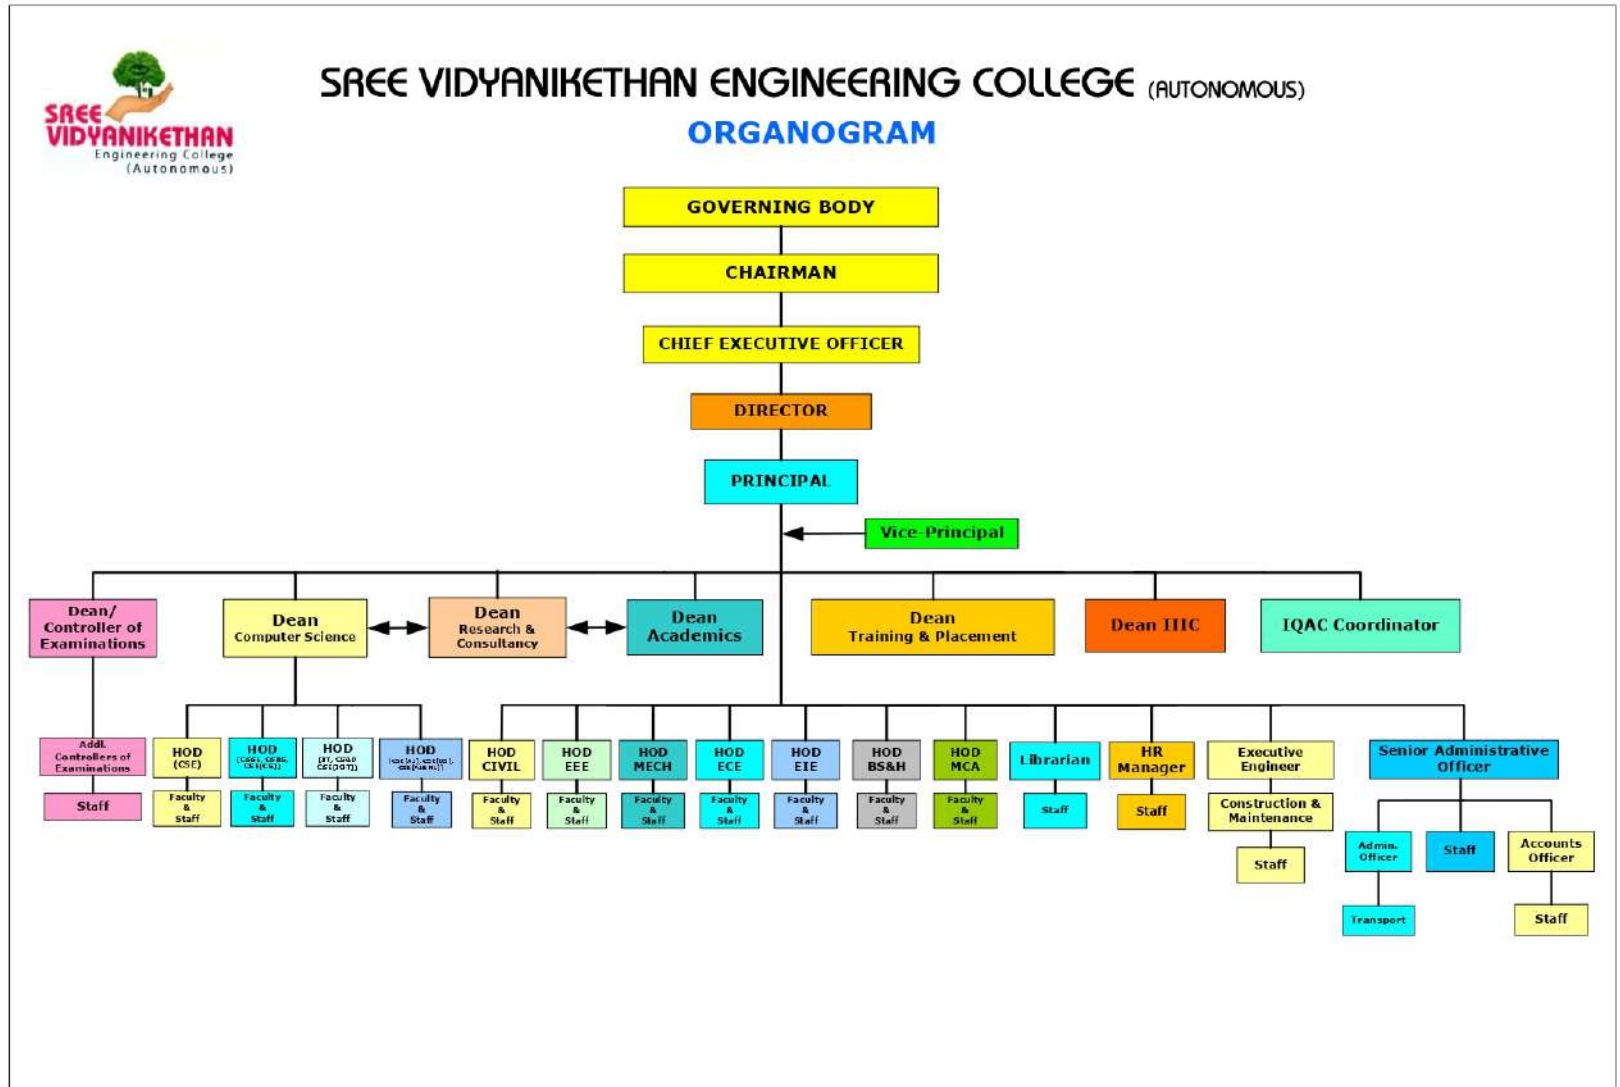 SREE
VIDYANIKETHAN
Engineering College
(Autonomous)
SREE VIDYANIKETHAN ENGINEERING COLLEGE (AUTONOMOUS)
ORGANOGRAM
GOVERNING BODY
CHAIRMAN
CHIEF EXECUTIVE OFFICER
DIRECTOR
PRINCIPAL
Vice-Principal
Dean/
Controller of
Examinations
Dean
Computer Science
Dean
Research &
Consultancy
Dean
Academics
Dean
Training & Placement
Dean IIIC
IQAC Coordinator
Addl.
Controllers of
Examinations
Staff
HOD
(CSE)
Faculty
&
Staff
HOD
Faculty
&
Staff
HOD
Faculty
&
Staff
HOD
Faculty
&
Staff
HOD
CIVIL
Faculty
&
Staff
HOD
EEE
Faculty
&
Staff
HOD
MECH
Faculty
&
Staff
HOD
ECE
Faculty
&
Staff
HOD
EIE
Faculty
&
Staff
HOD
BS&H
Faculty
&
Staff
HOD
MCA
Faculty
&
Staff
Librarian
Staff
HR
Manager
Staff
Executive
Engineer
Construction &
Maintenance
Staff
Senior Administrative
Officer
Admin.
Officer
Transport
Staff
Accounts
Officer
Staff